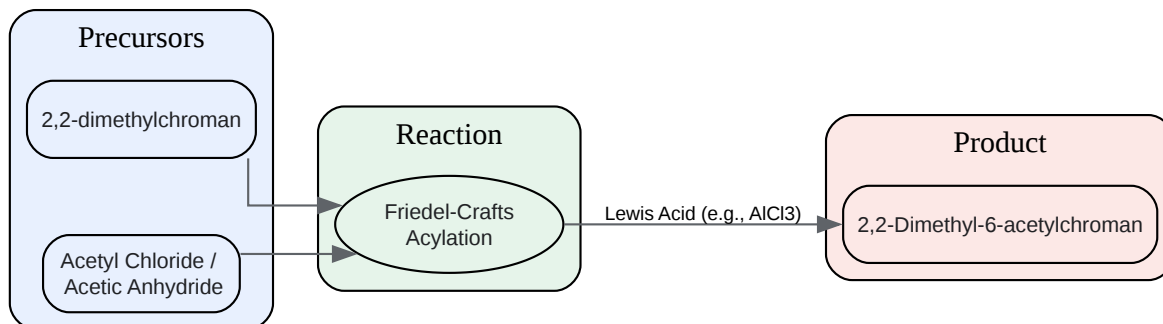 Precursors
2,2-dimethylchroman
Acetyl Chloride /
Acetic Anhydride
Reaction
Friedel-Crafts
Acylation
Lewis Acid (e.g., AlCl3)
Product
2,2-Dimethyl-6-acetylchroman